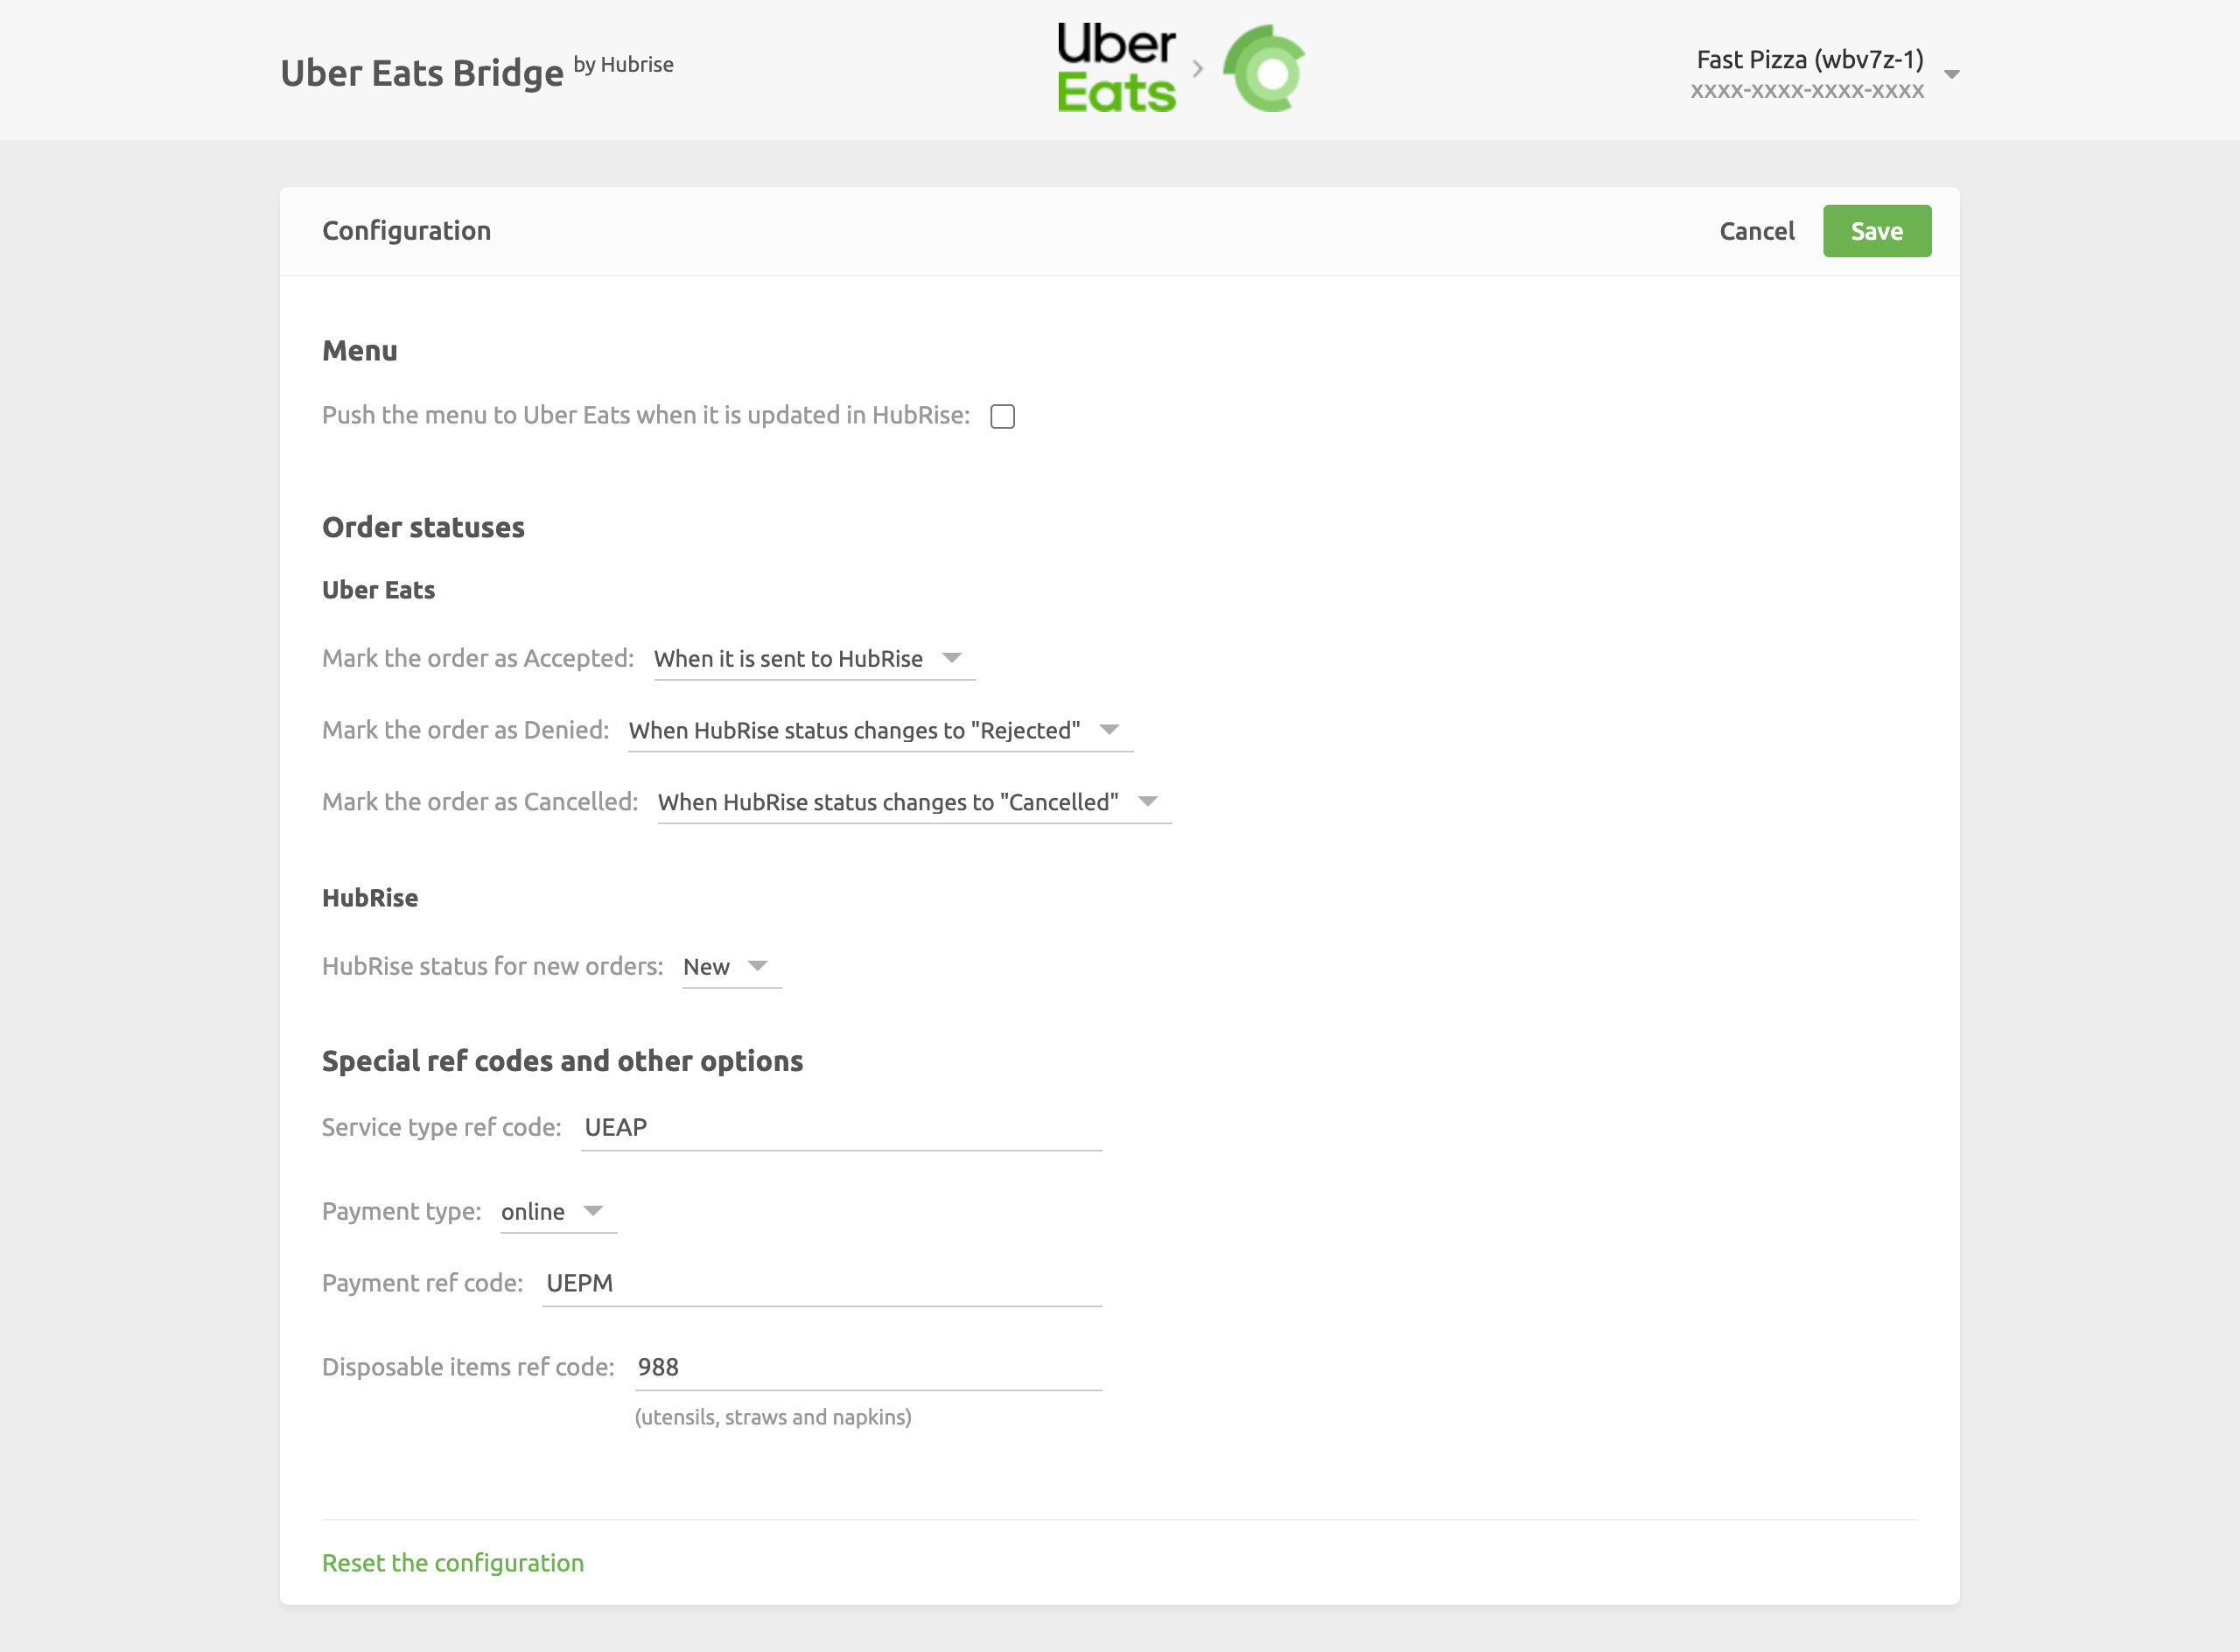 Uber Eats Bridge by Hubrise
Uber
Eats
Fast Pizza (wbv7z-1)
xxxx-xxxx-xxxx-xxxx
Configuration
Cancel
Save
Menu
Push the menu to Uber Eats when it is updated in HubRise:
Order statuses
Uber Eats
Mark the order as Accepted: When it is sent to HubRise
Mark the order as Denied: When HubRise status changes to "Rejected"
Mark the order as Cancelled: When HubRise status changes to "Cancelled"
HubRise
HubRise status for new orders: New
Special ref codes and other options
Service type ref code: UEAP
Payment type: online
Payment ref code: UEPM
Disposable items ref code: 988
(utensils, straws and napkins)
Reset the configuration